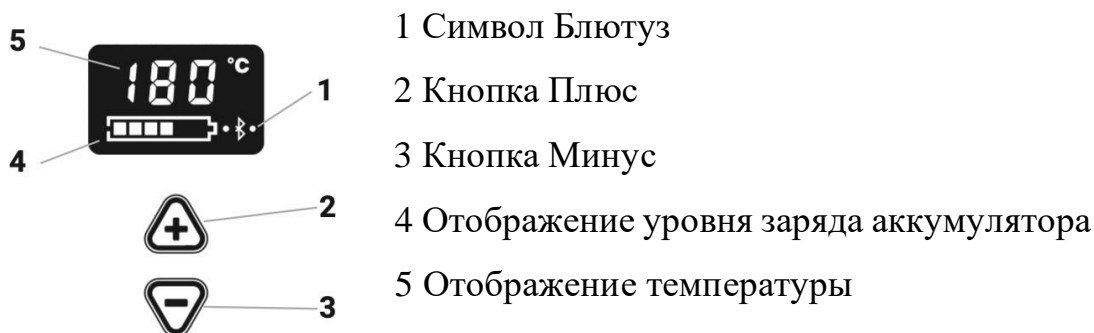 5
180 °C
1
4
2
3
1 Символ Блютуз
2 Кнопка Плюс
3 Кнопка Минус
4 Отображение уровня заряда аккумулятора
5 Отображение температуры